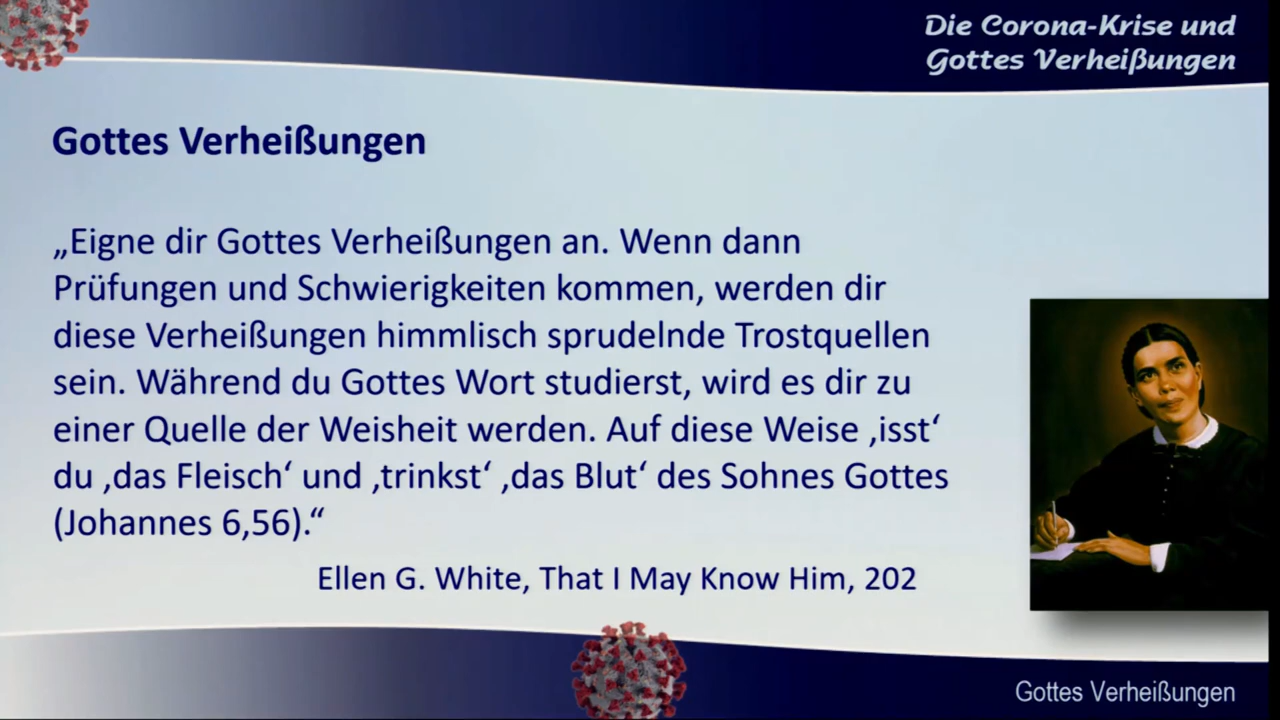 Die Corona-Krise und
Gottes Verheißungen
Gottes Verheißungen
„Eigne dir Gottes Verheißungen an. Wenn dann
Prüfungen und Schwierigkeiten kommen, werden dir
diese Verheißungen himmlisch sprudelnde Trostquellen
sein. Während du Gottes Wort studierst, wird es dir zu
einer Quelle der Weisheit werden. Auf diese Weise ‚isst‘
du ‚das Fleisch‘ und ‚trinkst‘ ‚das Blut‘ des Sohnes Gottes
(Johannes 6,56).“
Ellen G. White, That I May Know Him, 202
Gottes Verheißungen